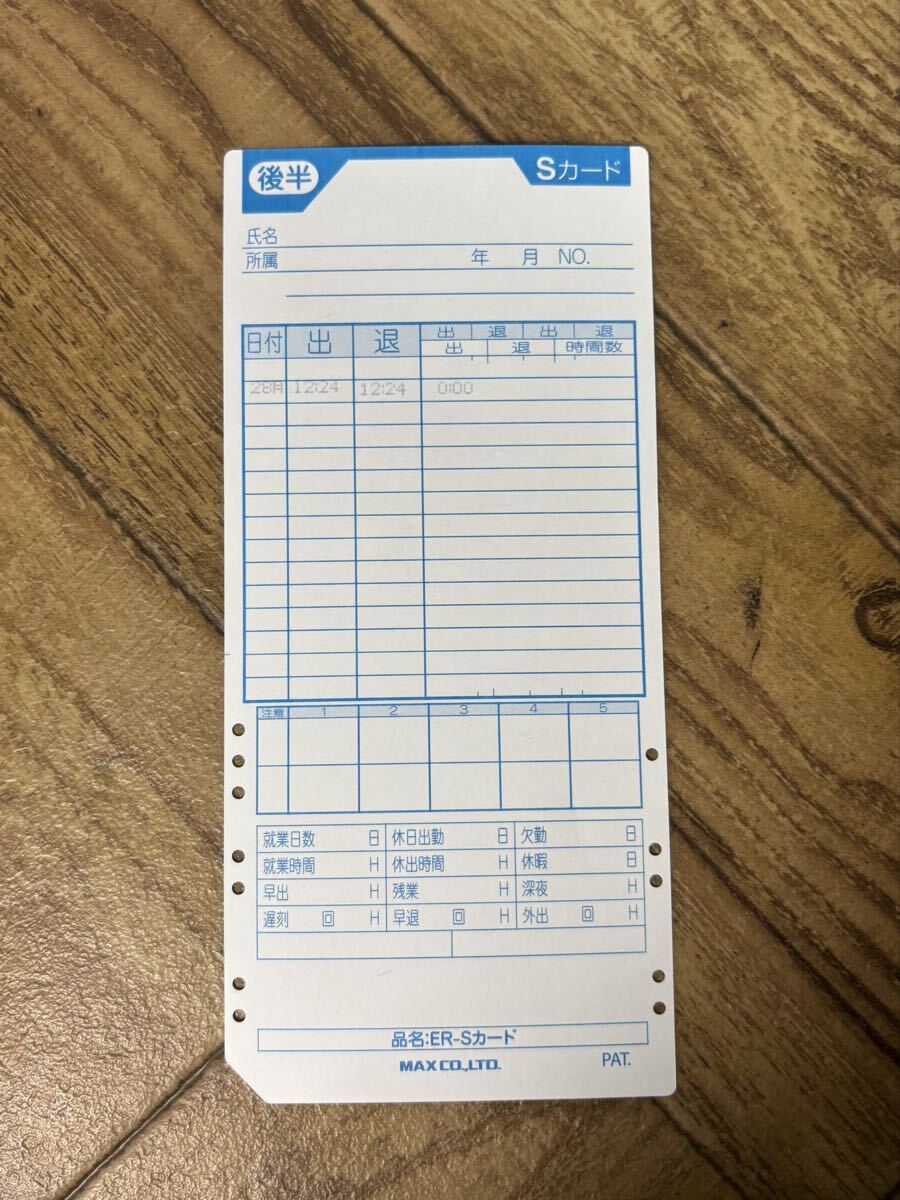 後半 Sカード
氏名
所属 年 月 NO.
日付 出 退 出 退 出 退
出 退 時間数
28月 12:24 12:24 0:00
注意 1 2 3 4 5
就業日数 日 休日出勤 日 欠勤 日
就業時間 H 休出時間 H 休暇 日
早出 H 残業 H 深夜 H
遅刻 回 H 早退 回 H 外出 回 H
品名:ER-Sカード
MAX CO.,LTD. PAT.